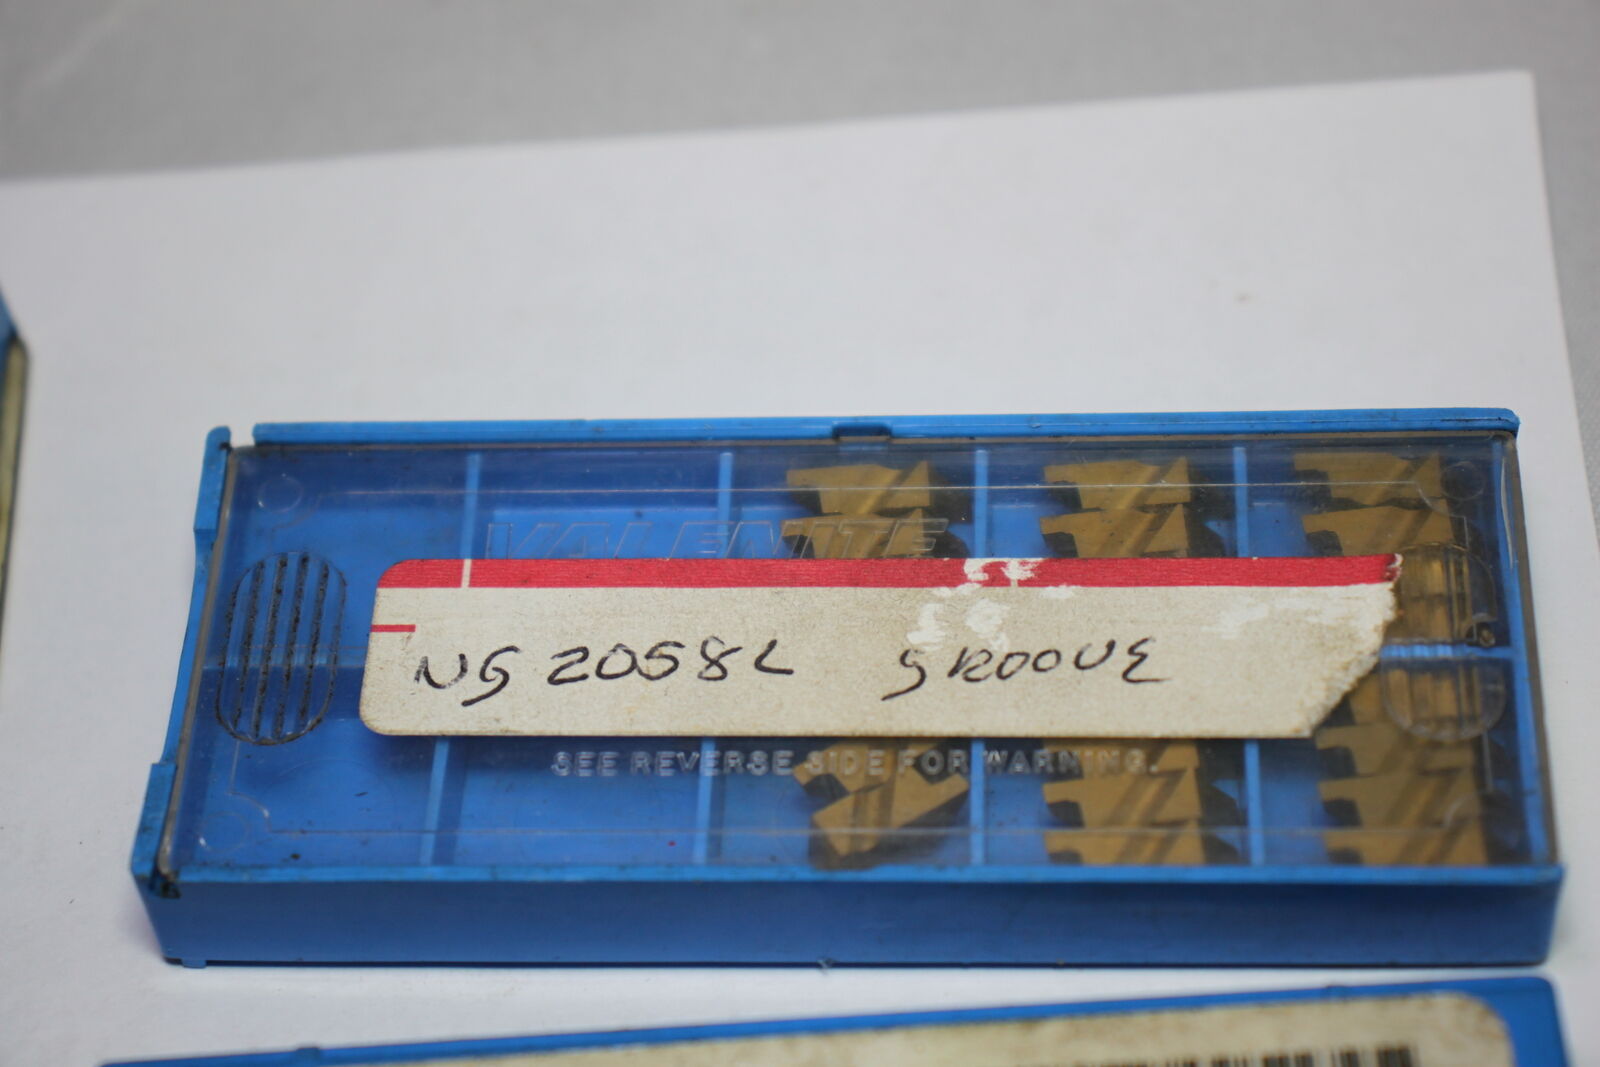 VALENITE
NG 2058L GROOVE
SEE REVERSE SIDE FOR WARNING.